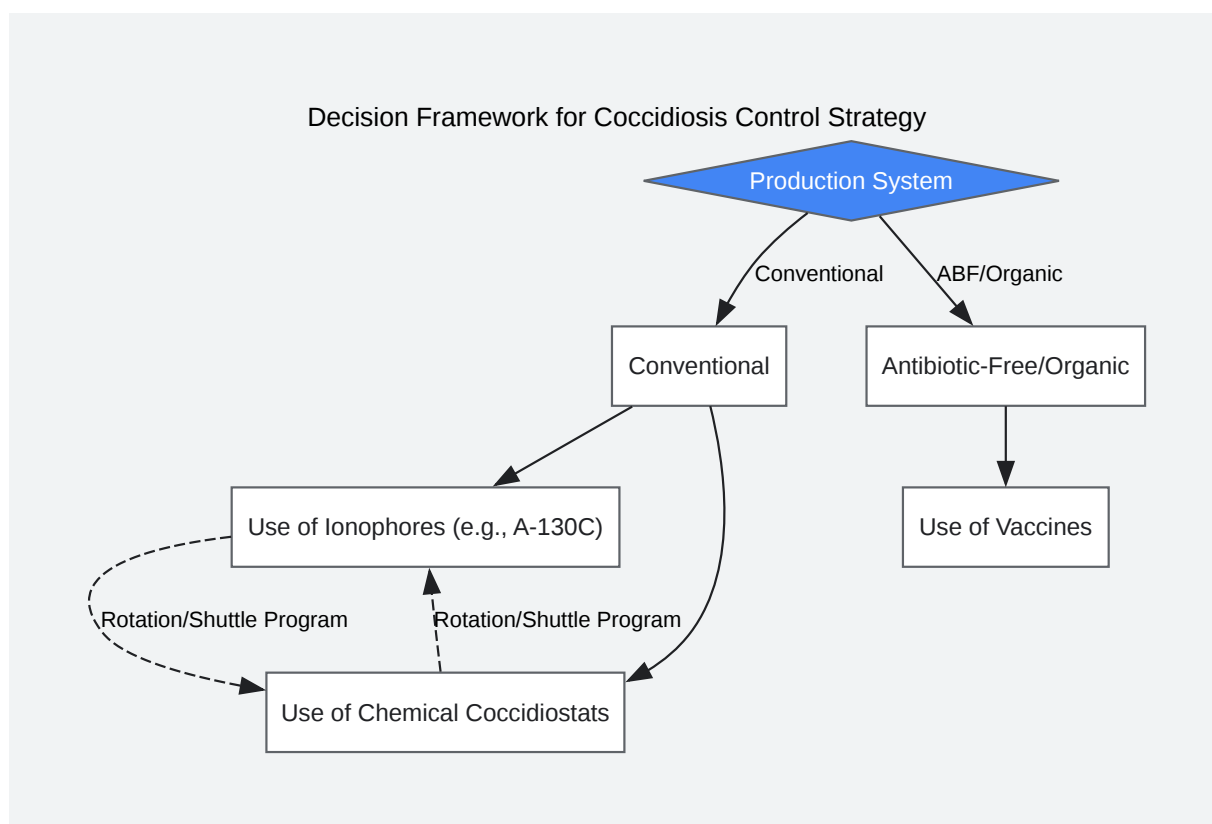 Decision Framework for Coccidiosis Control Strategy
Production System
Conventional
ABF/Organic
Conventional
Antibiotic-Free/Organic
Use of Ionophores (e.g., A-130C)
Use of Vaccines
Rotation/Shuttle Program
Rotation/Shuttle Program
Use of Chemical Coccidiostats